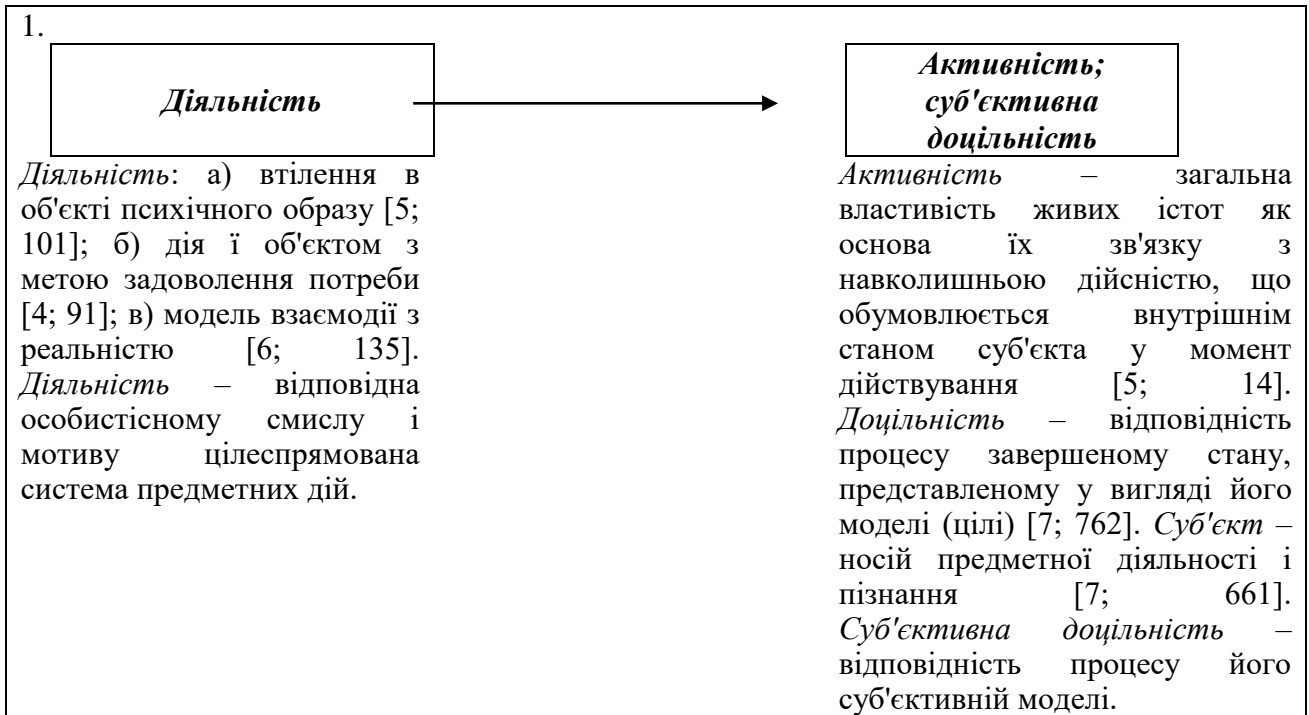 1.
Діяльність
Діяльність: а) втілення в
об'єкті психічного образу [5;
101]; б) дія ї об'єктом з
метою задоволення потреби
[4; 91]; в) модель взаємодії з
реальністю [6; 135].
Діяльність – відповідна
особистісному смислу і
мотиву цілеспрямована
система предметних дій.
Активність;
суб'єктивна
доцільність
Активність – загальна
властивість живих істот як
основа їх зв'язку з
навколишньою дійсністю, що
обумовлюється внутрішнім
станом суб'єкта у момент
дійствування [5; 14].
Доцільність – відповідність
процесу завершеному стану,
представленому у вигляді його
моделі (цілі) [7; 762]. Суб'єкт –
носій предметної діяльності і
пізнання [7; 661].
Суб'єктивна доцільність –
відповідність процесу його
суб'єктивній моделі.